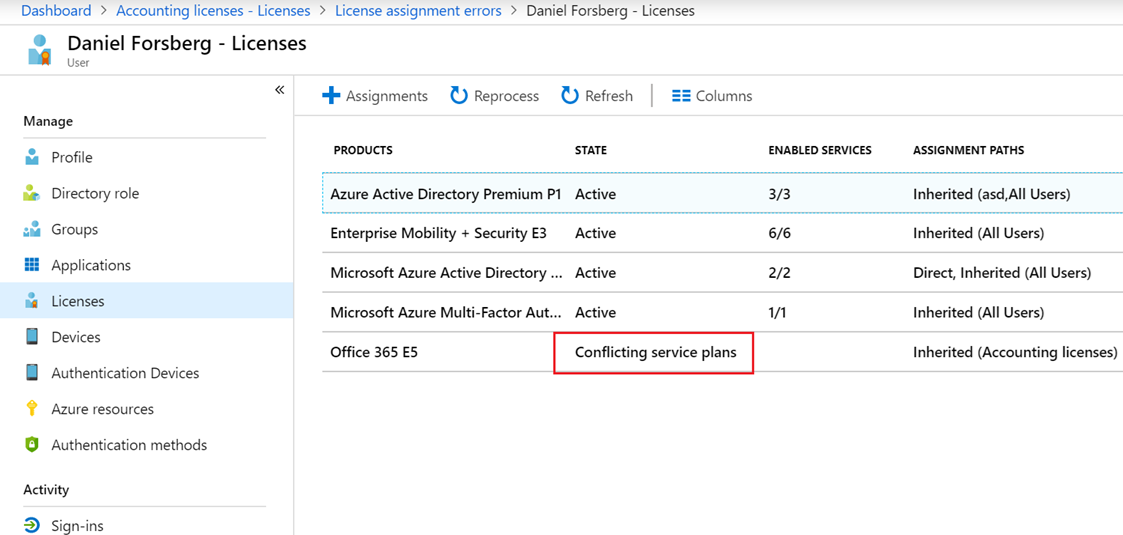 Dashboard > Accounting licenses - Licenses > License assignment errors > Daniel Forsberg - Licenses
Daniel Forsberg - Licenses
User
«
Manage
Profile
Directory role
Groups
Applications
Licenses
Devices
Authentication Devices
Azure resources
Authentication methods
Activity
Sign-ins
Assignments Reprocess Refresh Columns
PRODUCTS STATE ENABLED SERVICES ASSIGNMENT PATHS
Azure Active Directory Premium P1 Active 3/3 Inherited (asd,All Users)
Enterprise Mobility + Security E3 Active 6/6 Inherited (All Users)
Microsoft Azure Active Directory ... Active 2/2 Direct, Inherited (All Users)
Microsoft Azure Multi-Factor Aut... Active 1/1 Inherited (All Users)
Office 365 E5 Conflicting service plans Inherited (Accounting licenses)